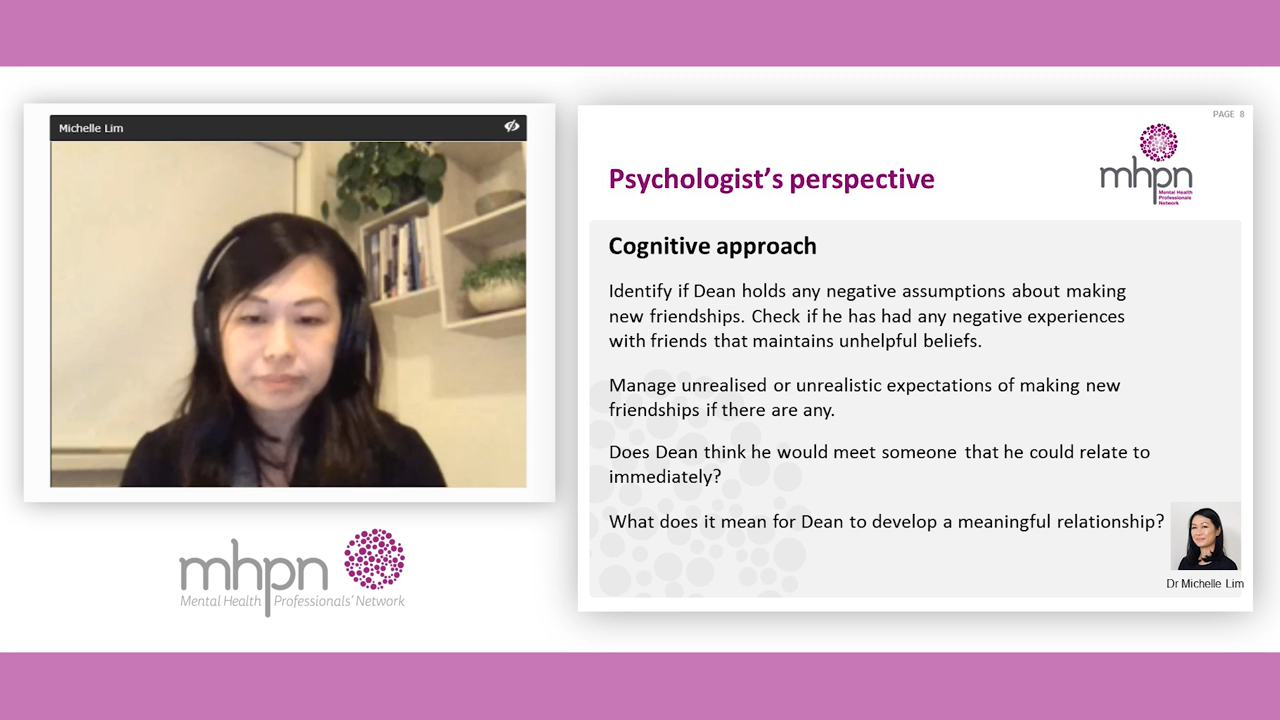 Michelle Lim
mhpn
Mental Health Professionals' Network
PAGE 8
mhpn
Mental Health
Professionals
Network
Psychologist's perspective
Cognitive approach
Identify if Dean holds any negative assumptions about making
new friendships. Check if he has had any negative experiences
with friends that maintains unhelpful beliefs.
Manage unrealised or unrealistic expectations of making new
friendships if there are any.
Does Dean think he would meet someone that he could relate to
immediately?
What does it mean for Dean to develop a meaningful relationship?
Dr Michelle Lim